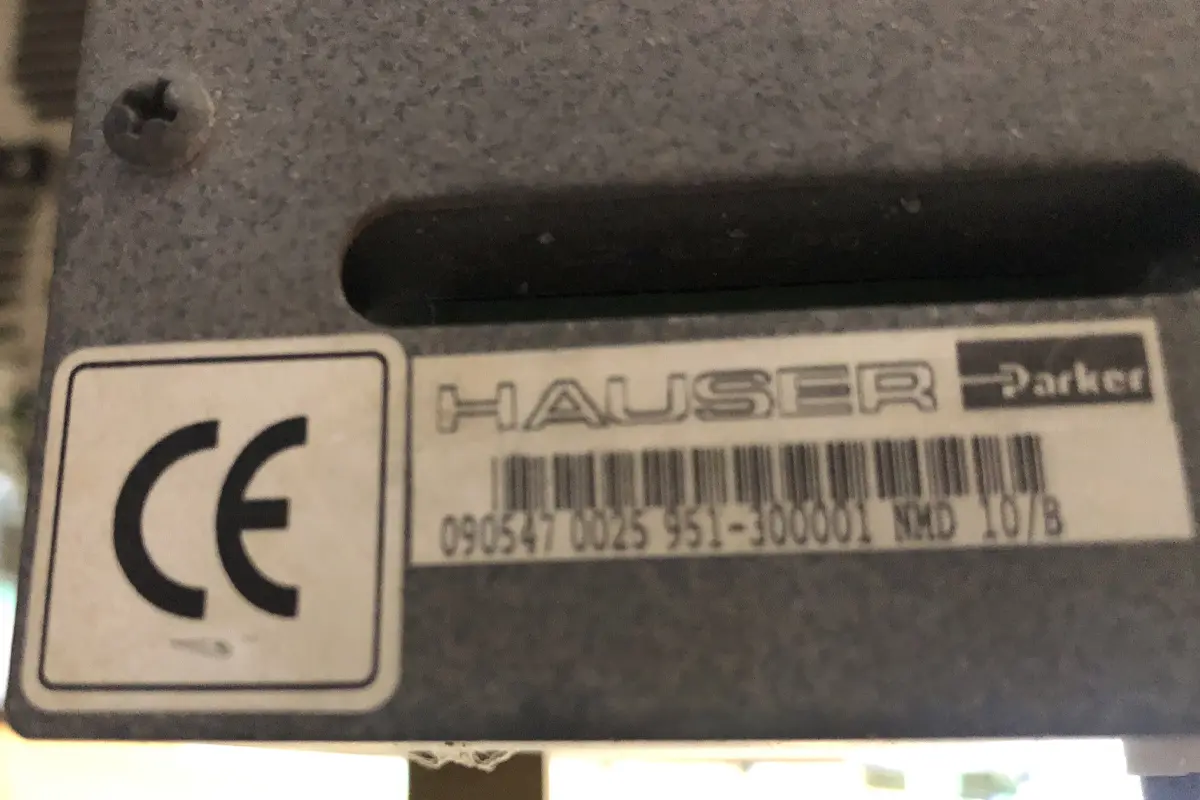 CE
HAUSER Parker
090547 0025 951-300001 NMD 10/B